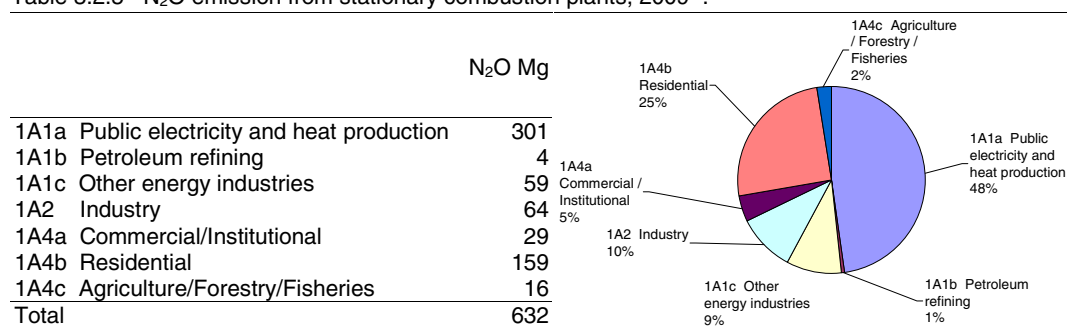 N₂O Mg
1A1a Public electricity and heat production 301
1A1b Petroleum refining 4
1A1c Other energy industries 59
1A2 Industry 64
1A4a Commercial/Institutional 29
1A4b Residential 159
1A4c Agriculture/Forestry/Fisheries 16
Total 632
1A4c Agriculture
/ Forestry /
Fisheries
2%
1A4b
Residential
25%
1A1a Public
electricity and
heat production
48%
1A4a
Commercial /
Institutional
5%
1A2 Industry
10%
1A1c Other
energy industries
9%
1A1b Petroleum
refining
1%